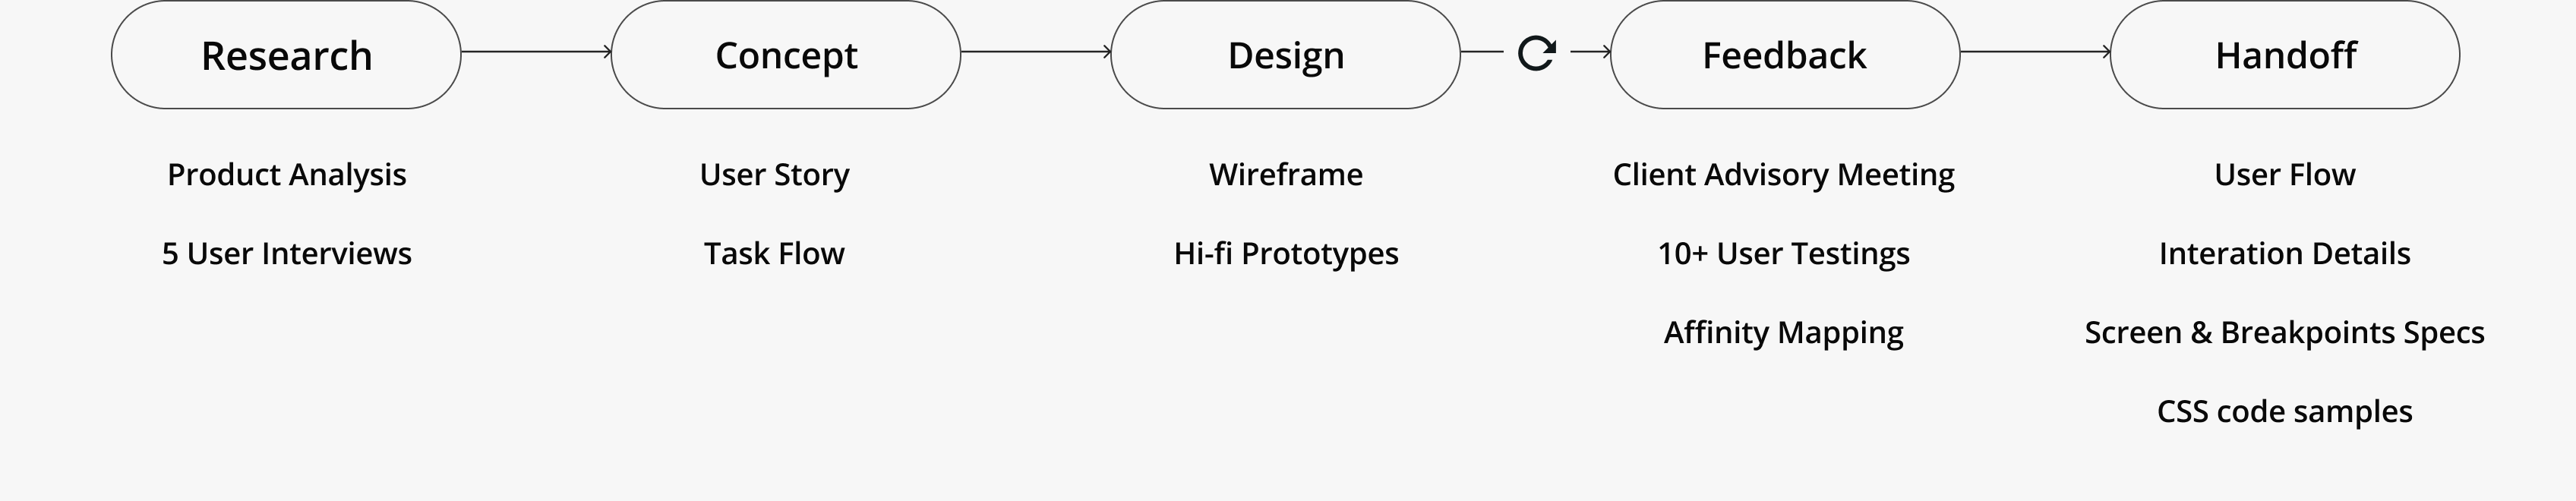 Research
Concept
Design
Feedback
Handoff
Product Analysis
User Story
Wireframe
Client Advisory Meeting
User Flow
5 User Interviews
Task Flow
Hi-fi Prototypes
10+ User Testings
Interation Details
Affinity Mapping
Screen & Breakpoints Specs
CSS code samples